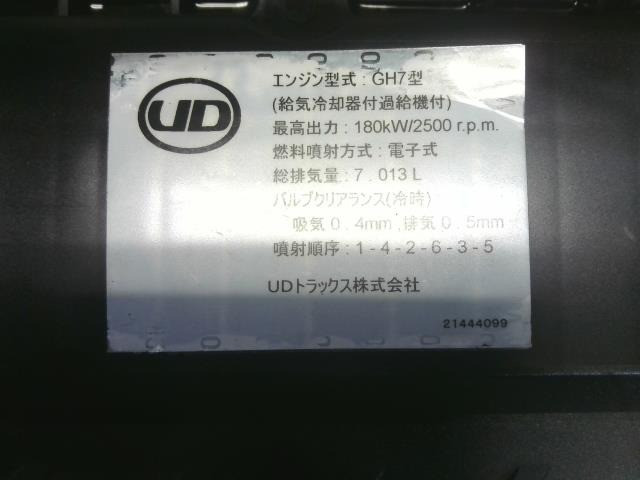 UD
エンジン型式：GH7型
(給気冷却器付過給機付)
最高出力：180kW/2500 r.p.m.
燃料噴射方式：電子式
総排気量：7.013 L
バルブクリアランス(冷時)
吸気 0.4mm,排気 0.5mm
噴射順序：1-4-2-6-3-5
UDトラックス株式会社
21444099